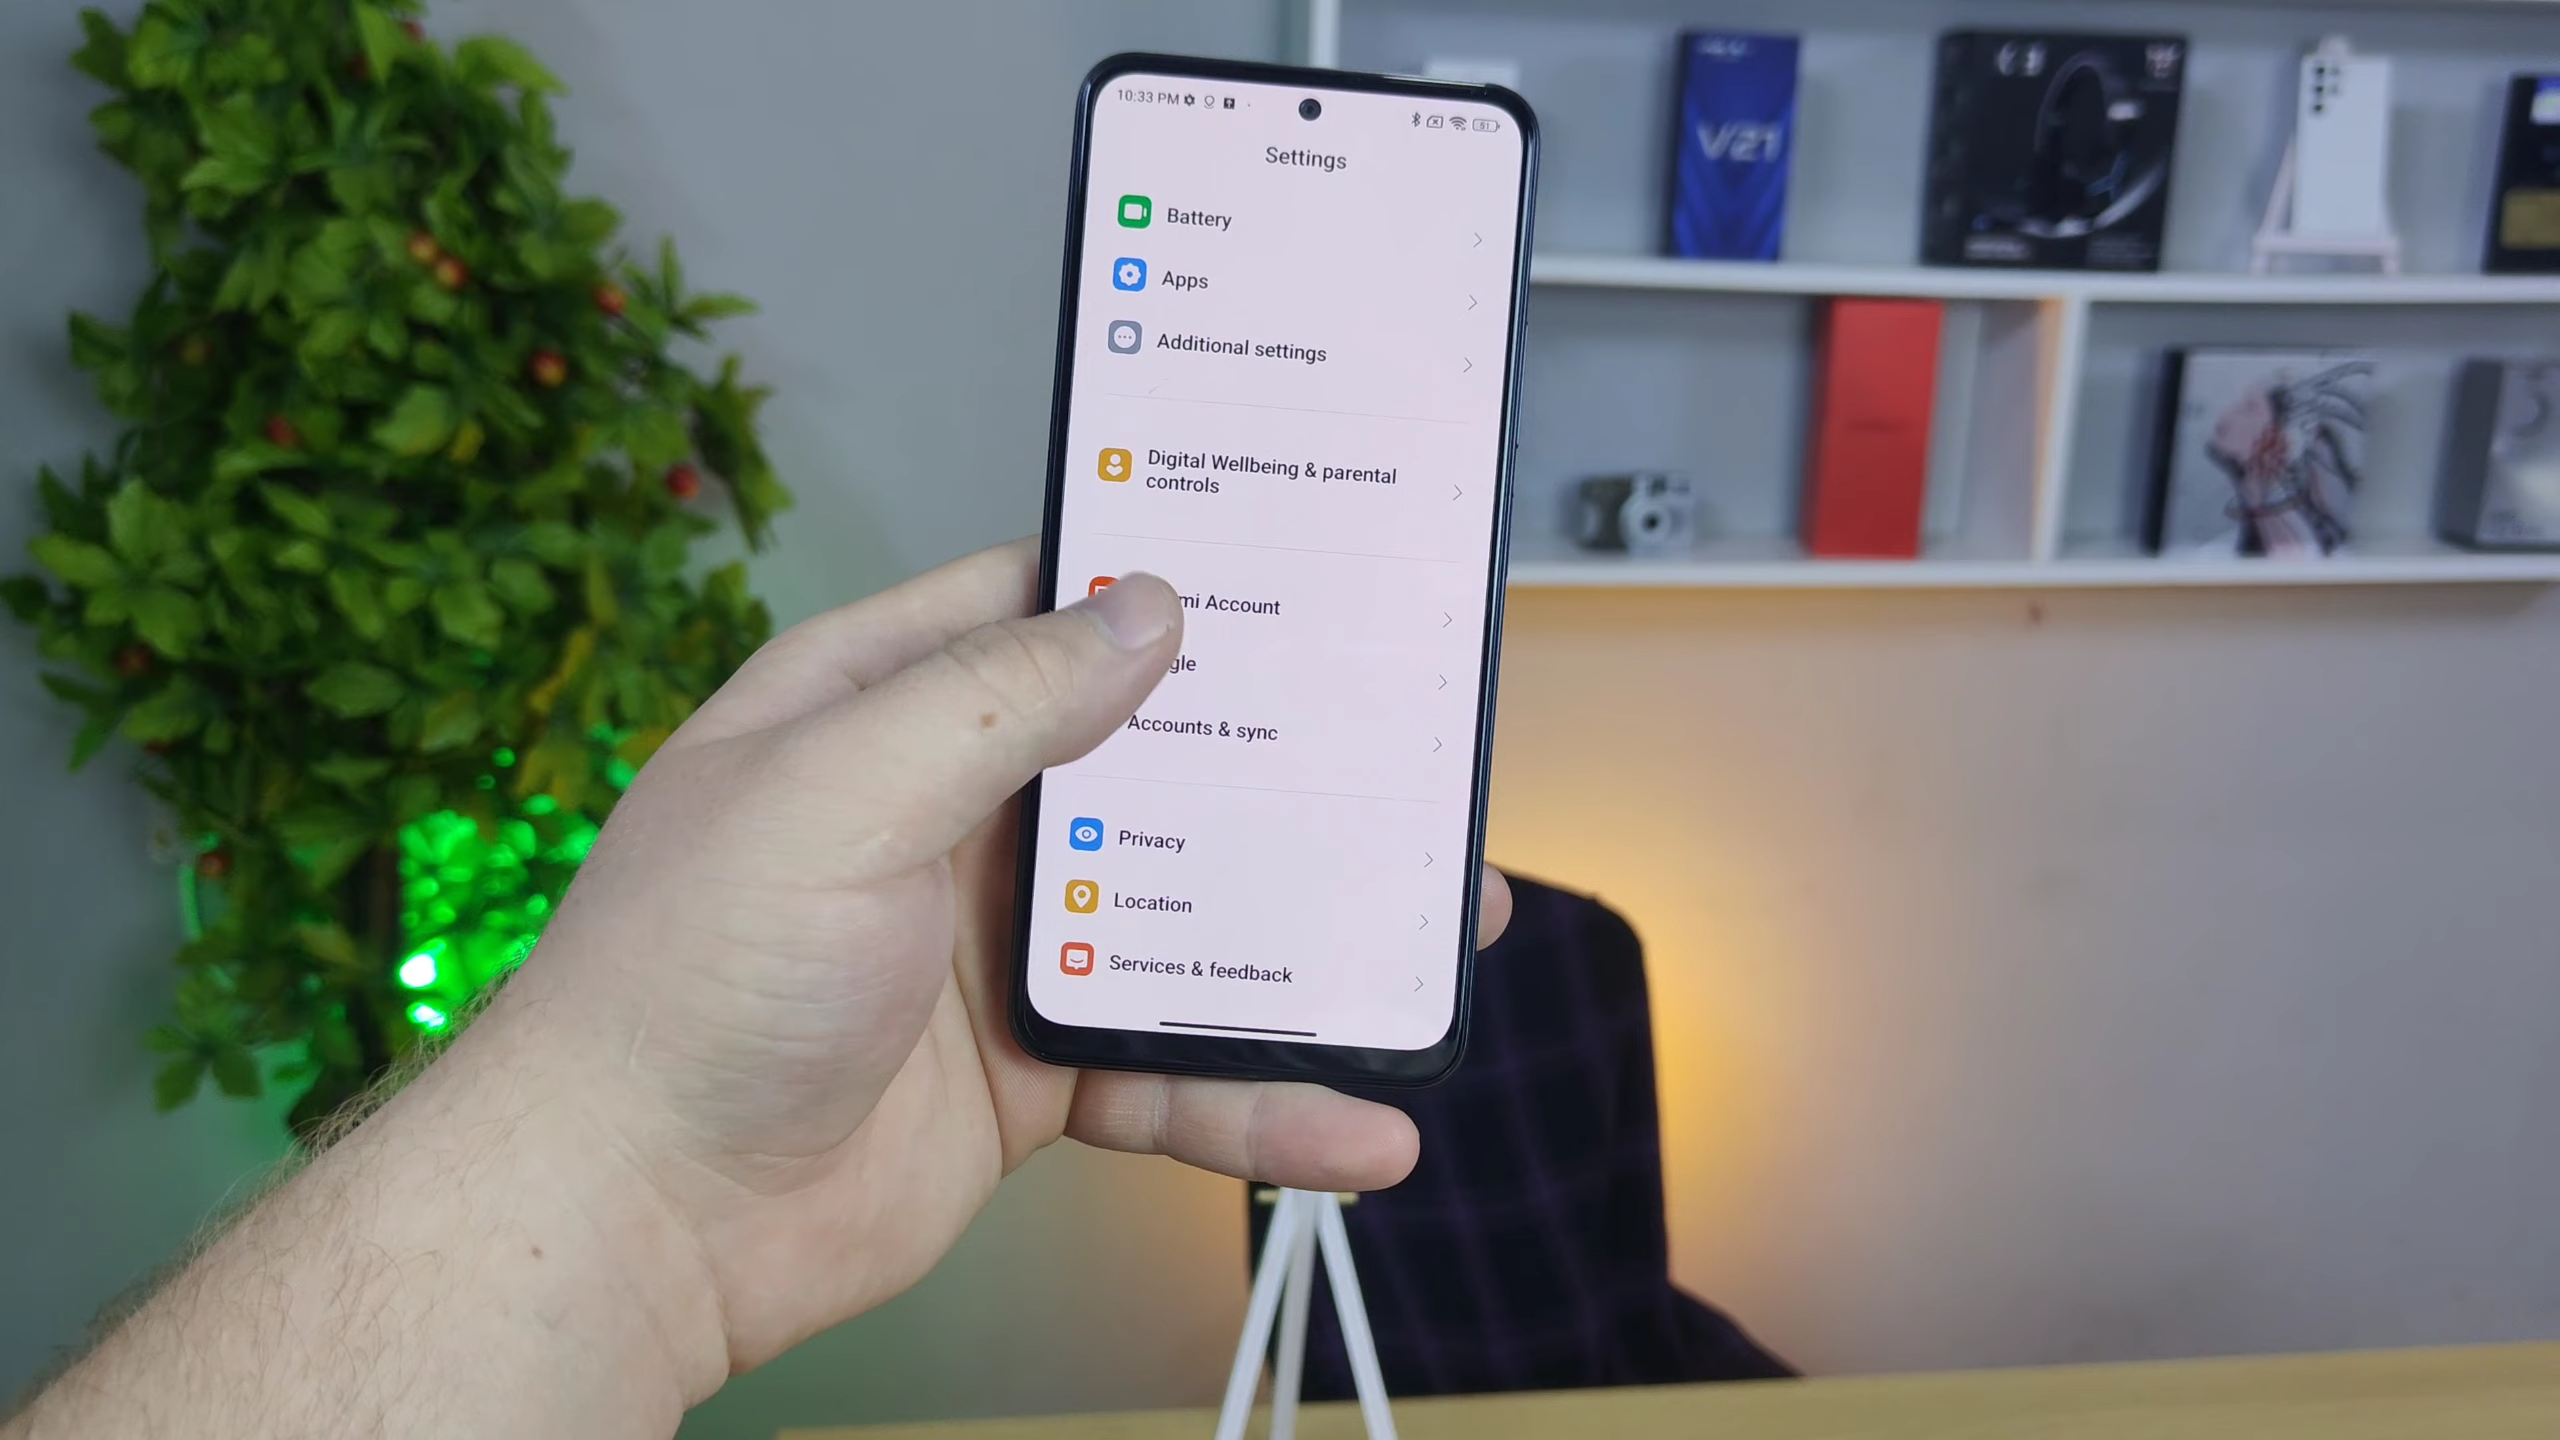 10:33 PM
51
Settings
Battery
Apps
Additional settings
Digital Wellbeing & parental
controls
mi Account
gle
Accounts & sync
Privacy
Location
Services & feedback
V21